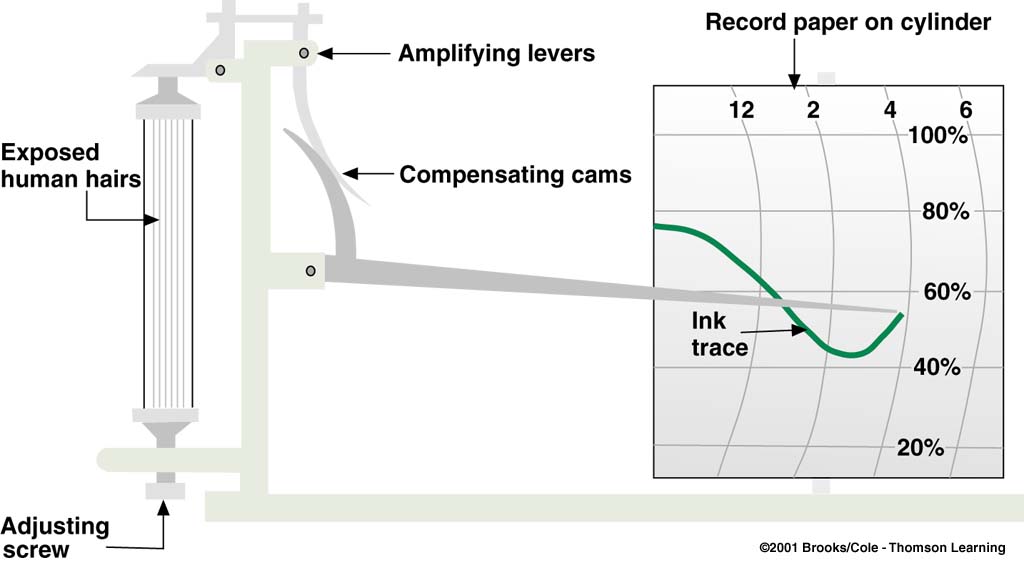 Record paper on cylinder
Amplifying levers
12 2 4 6
100%
Exposed
human hairs
Compensating cams
80%
60%
Ink
trace
40%
20%
Adjusting
screw
©2001 Brooks/Cole - Thomson Learning